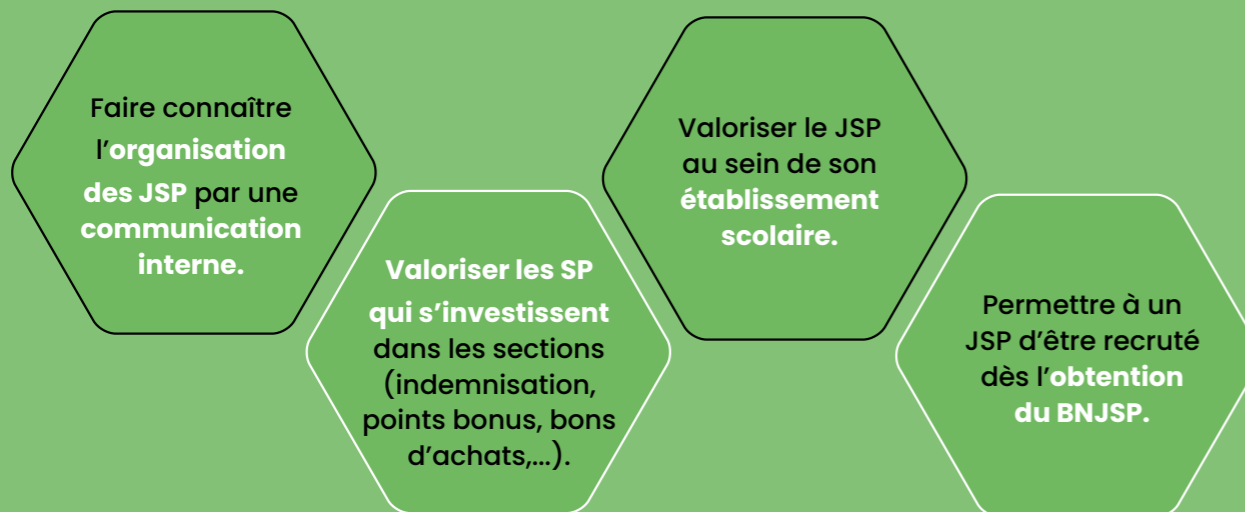 Faire connaître
l’organisation
des JSP par une
communication
interne.
Valoriser les SP
qui s’investissent
dans les sections
(indemnisation,
points bonus, bons
d’achats,...).
Valoriser le JSP
au sein de son
établissement
scolaire.
Permettre à un
JSP d’être recruté
dès l’obtention
du BNJSP.